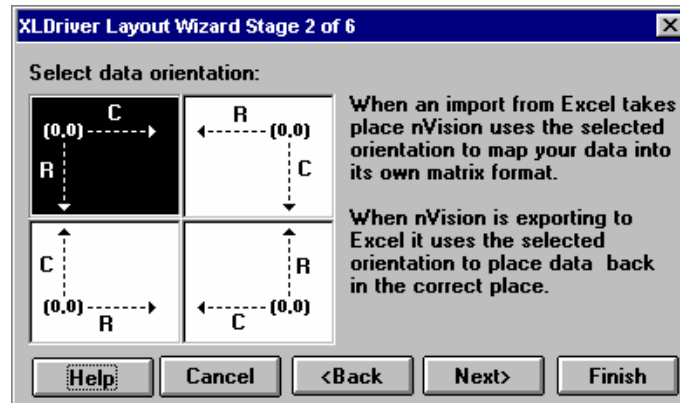 XLDriver Layout Wizard Stage 2 of 6
Select data orientation:
C
(0,0)
R
R
(0,0)
C
C
(0,0)
R
R
(0,0)
C
When an import from Excel takes
place nVision uses the selected
orientation to map your data into
its own matrix format.
When nVision is exporting to
Excel it uses the selected
orientation to place data  back
in the correct place.
Help Cancel <Back Next> Finish